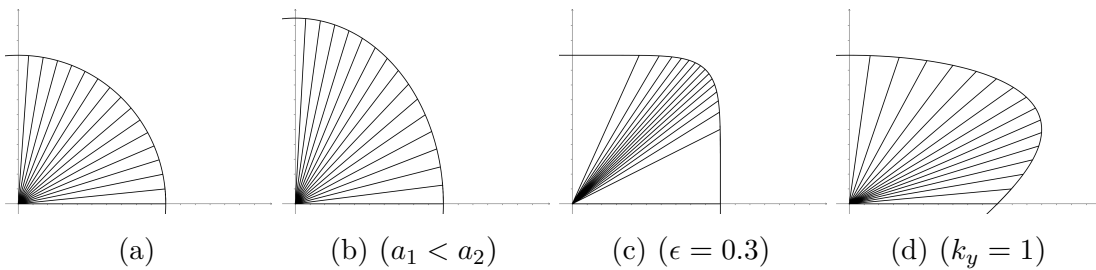 (a)
(b) (a₁ < a₂)
(c) (ϵ = 0.3)
(d) (k_y = 1)